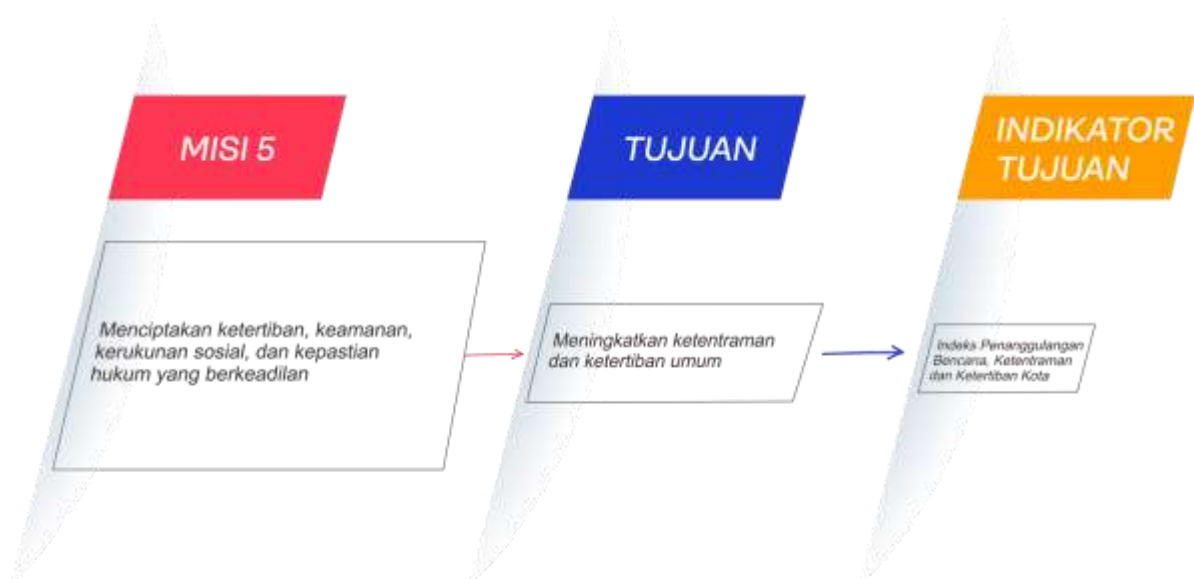 MISI 5
Menciptakan ketertiban, keamanan,
kerukunan sosial, dan kepastian
hukum yang berkeadilan
TUJUAN
Meningkatkan ketentraman
dan ketertiban umum
INDIKATOR
TUJUAN
Indeks Penanggulangan
Bencana, Ketentraman
dan Ketertiban Kota